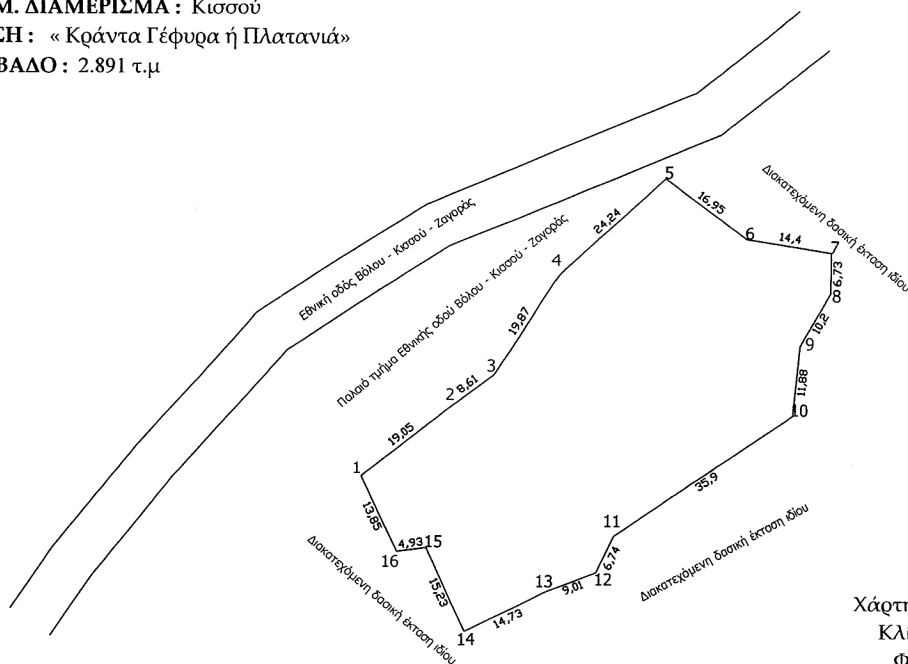 Μ. ΔΙΑΜΕΡΙΣΜΑ : Κισσού
ΣΗ : « Κράντα Γέφυρα ή Πλατανιά»
ΒΑΔΟ : 2.891 τ.μ
Εθνική οδός Βόλου - Κισσού - Ζαγοράς
Παλαιό τμήμα Εθνικής οδού Βόλου - Κισσού - Ζαγοράς
Διακατεχόμενη δασική έκταση ιδίου
5
16,95
6
14,4
7
6,73
8
10,2
9
11,88
10
24,24
4
19,87
3
8,61
2
19,05
1
13,85
16
4,93
15
15,23
14
14,73
13
9,01
12
6,74
11
35,9
Διακατεχόμενη δασική έκταση ιδίου
Διακατεχόμενη δασική έκταση ιδίου
Χάρτη
Κλί
Φ